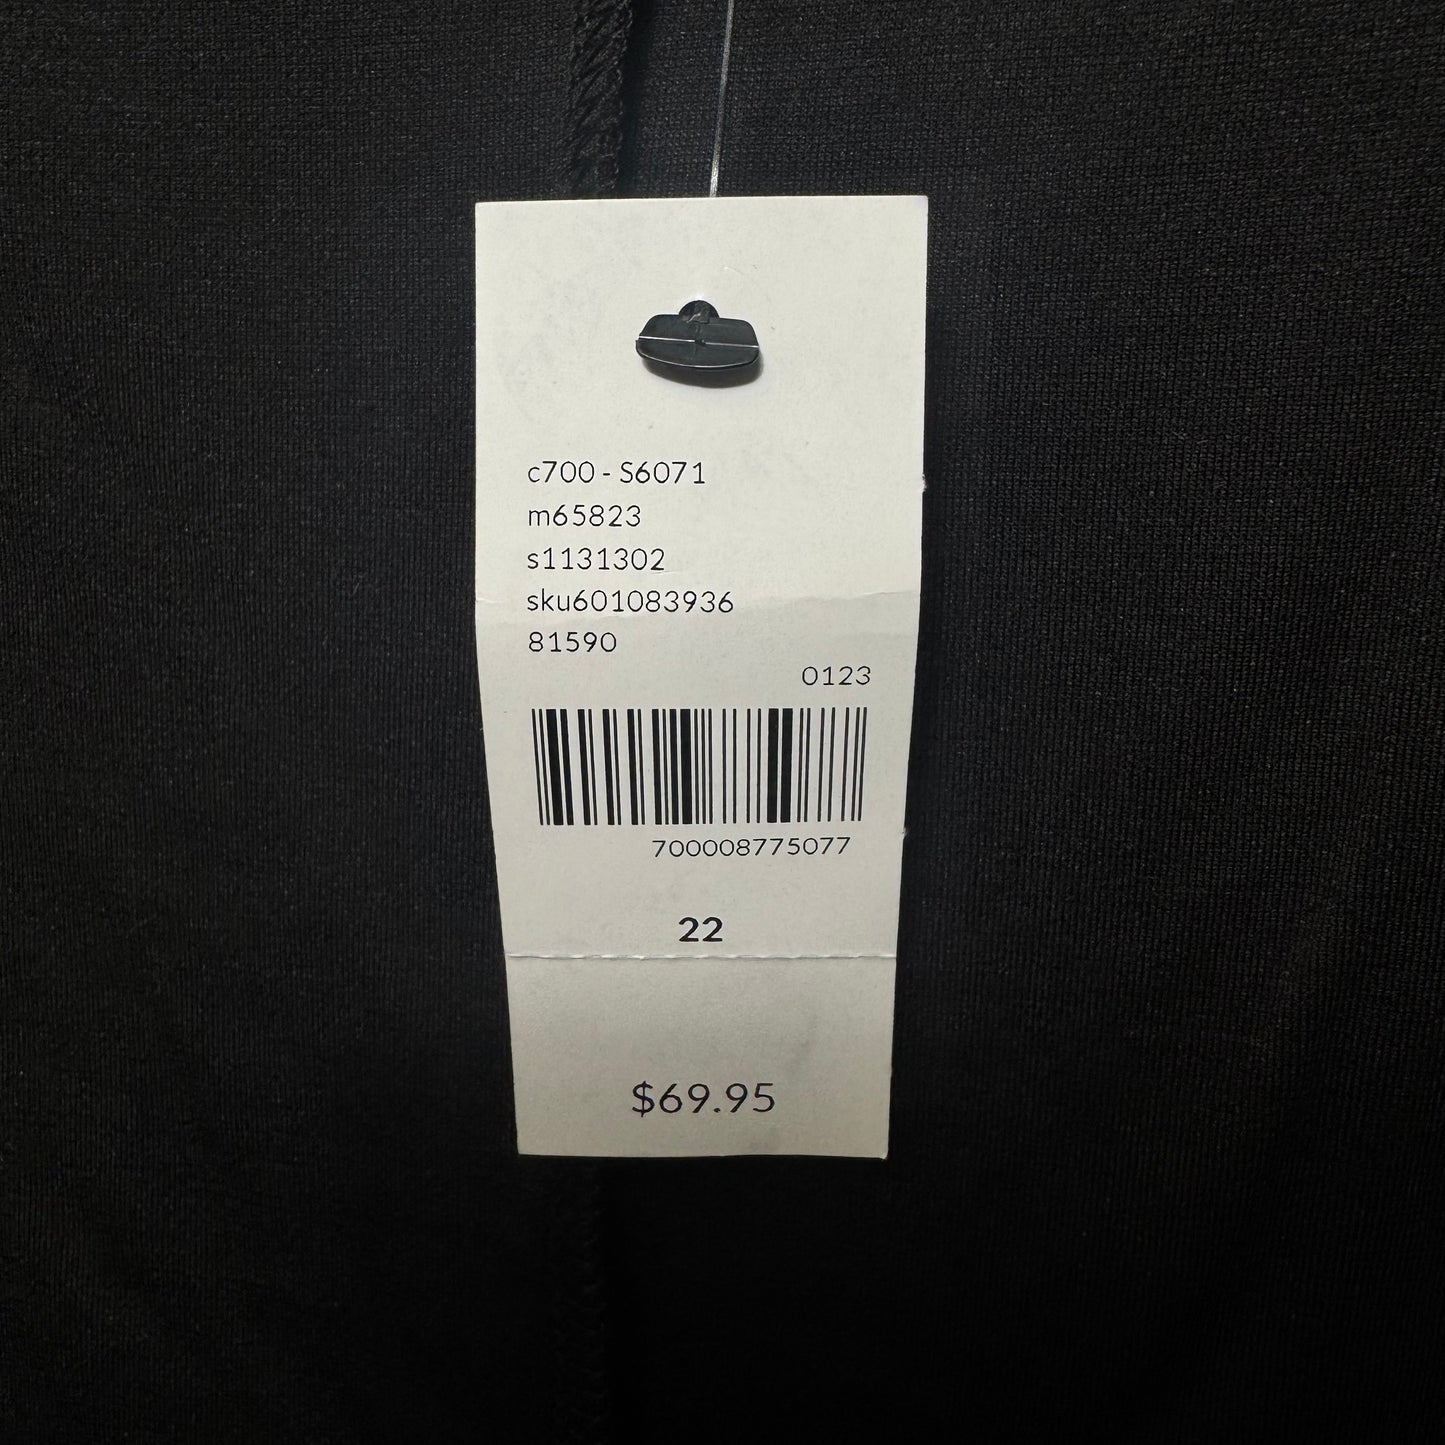 c700 - S6071
m65823
s1131302
sku601083936
81590
0123
700008775077
22
$69.95